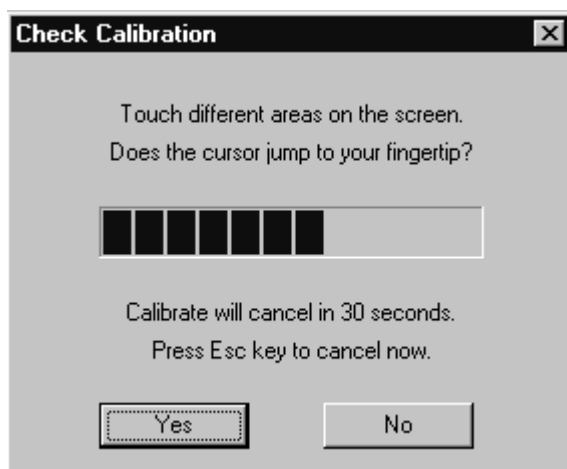 Check Calibration
Touch different areas on the screen.
Does the cursor jump to your fingertip?
Calibrate will cancel in 30 seconds.
Press Esc key to cancel now.
Yes No